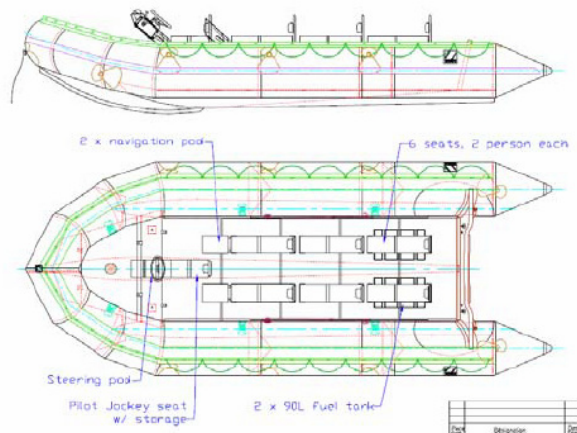 2 x navigation pod
6 seats, 2 person each
Steering pod
Pilot Jockey seat
w/ storage
2 x 90L Fuel tank